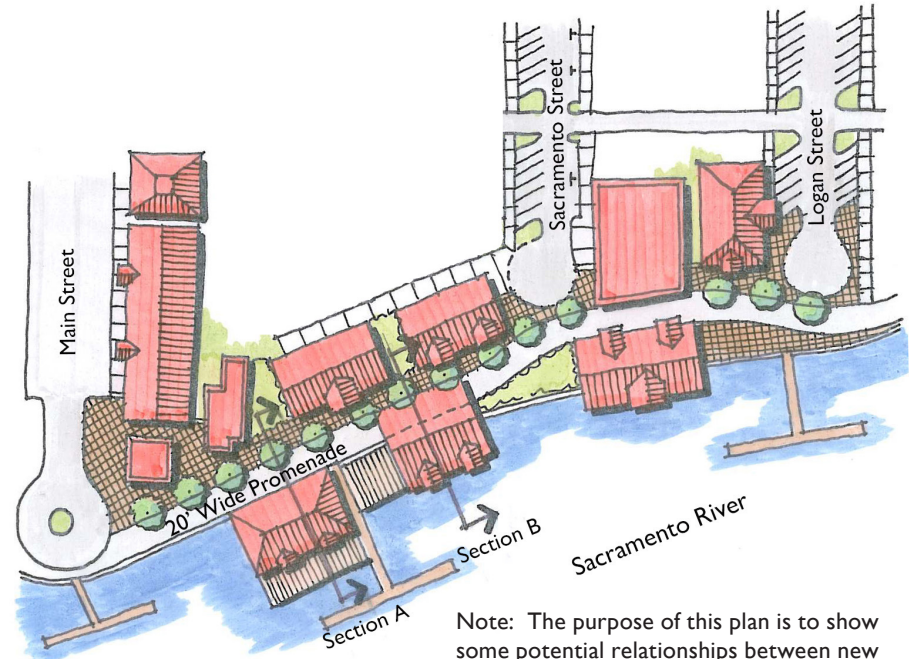 Sacramento Street
Logan Street
Main Street
20' Wide Promenade
Section B
Sacramento River
Section A
Note: The purpose of this plan is to show
some potential relationships between new